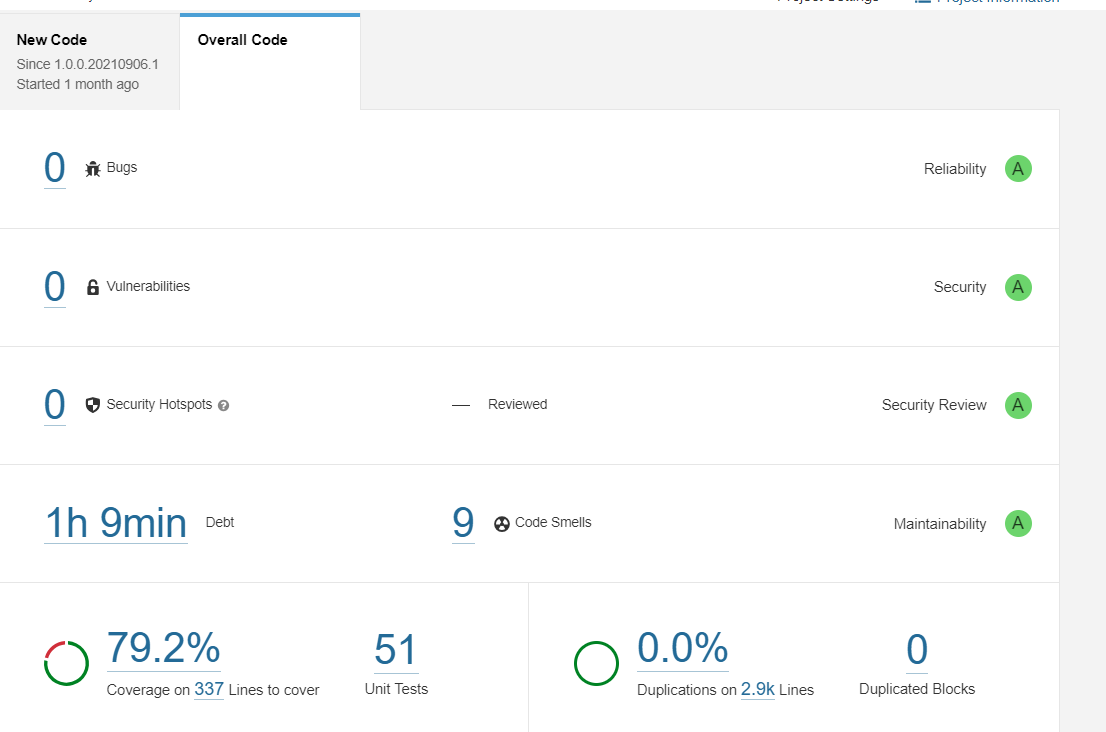 Project Settings Project Information
New Code
Since 1.0.0.20210906.1
Started 1 month ago
Overall Code
0 Bugs Reliability A
0 Vulnerabilities Security A
0 Security Hotspots ? — Reviewed Security Review A
1h 9min Debt 9 Code Smells Maintainability A
79.2% 51 0.0% 0
Coverage on 337 Lines to cover Unit Tests Duplications on 2.9k Lines Duplicated Blocks